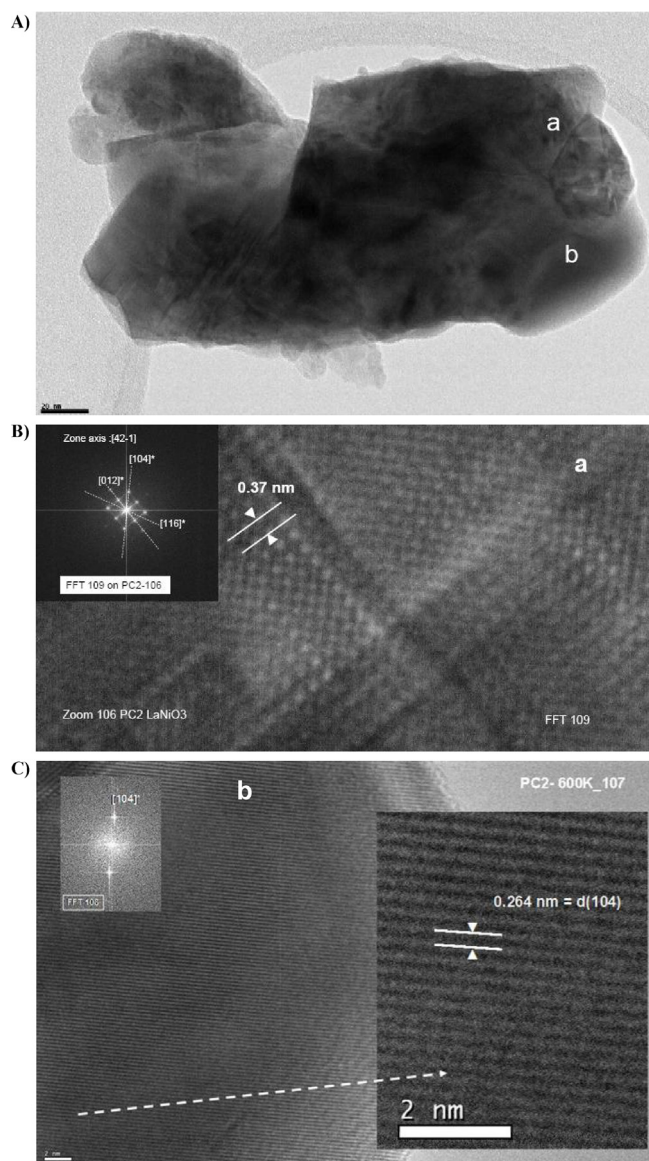 A)
a
b
20 nm
B)
Zone axis :[42-1]
[104]*
[012]*
[116]*
FFT 109 on PC2-106
0.37 nm
a
Zoom 106 PC2 LaNiO3
FFT 109
C)
[104]*
b
PC2- 600K_107
FFT 108
0.264 nm = d(104)
2 nm
2 nm